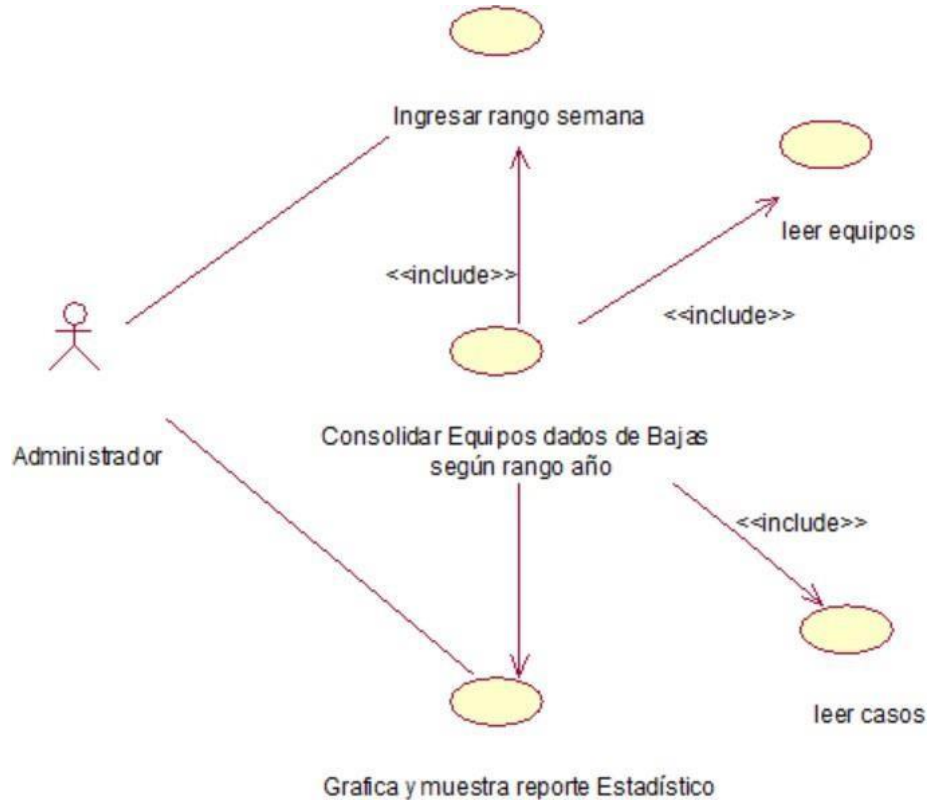 Ingresar rango semana
leer equipos
<<include>>
<<include>>
Administrador
Consolidar Equipos dados de Bajas
según rango año
<<include>>
leer casos
Grafica y muestra reporte Estadístico